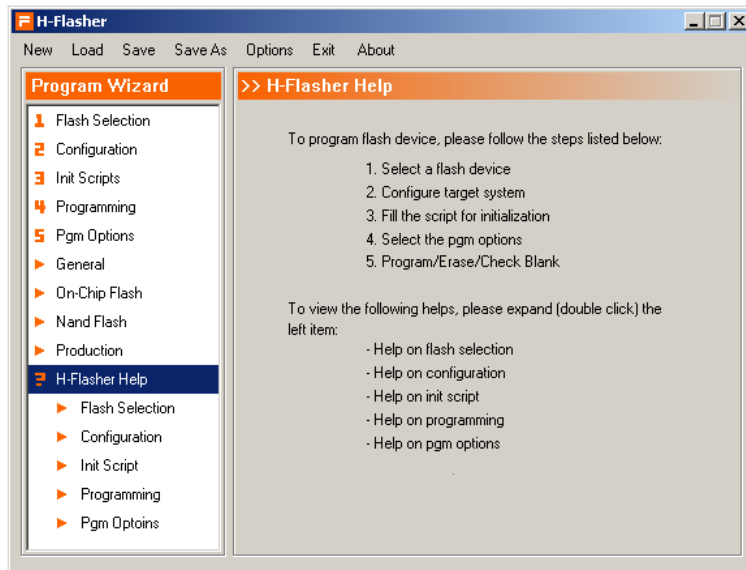 H-Flasher
New Load Save Save As Options Exit About
Program Wizard
1 Flash Selection
2 Configuration
3 Init Scripts
4 Programming
5 Pgm Options
General
On-Chip Flash
Nand Flash
Production
? H-Flasher Help
Flash Selection
Configuration
Init Script
Programming
Pgm Optoins
>> H-Flasher Help
To program flash device, please follow the steps listed below:
1. Select a flash device
2. Configure target system
3. Fill the script for initialization
4. Select the pgm options
5. Program/Erase/Check Blank
To view the following helps, please expand (double click) the
left item:
- Help on flash selection
- Help on configuration
- Help on init script
- Help on programming
- Help on pgm options